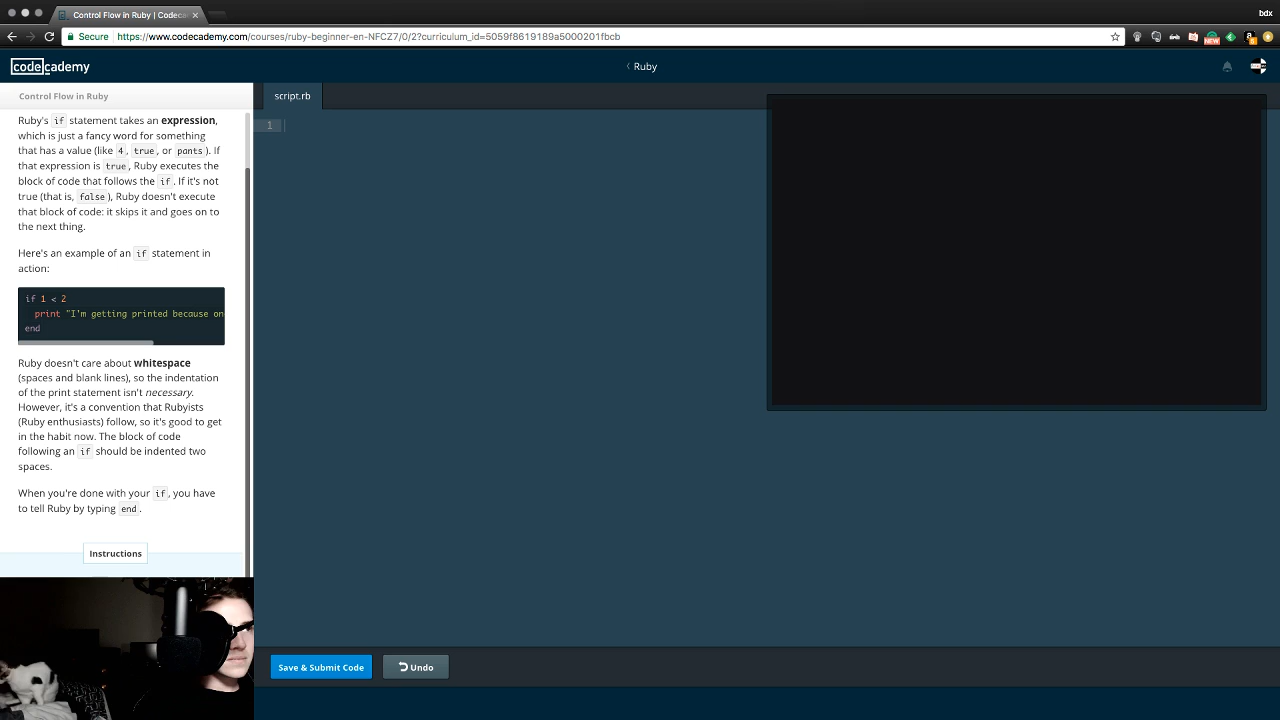 Control Flow in Ruby | Codeca
bdx
Secure https://www.codecademy.com/courses/ruby-beginner-en-NFCZ7/0/2?curriculum_id=5059f8619189a5000201fbcb
NEW
codecademy
Ruby
Control Flow in Ruby
script.rb
Ruby's if statement takes an expression,
which is just a fancy word for something
that has a value (like 4, true, or pants). If
that expression is true, Ruby executes the
block of code that follows the if. If it's not
true (that is, false), Ruby doesn't execute
that block of code: it skips it and goes on to
the next thing.
Here's an example of an if statement in
action:
if 1 < 2
print "I'm getting printed because on
end
Ruby doesn't care about whitespace
(spaces and blank lines), so the indentation
of the print statement isn't necessary.
However, it's a convention that Rubyists
(Ruby enthusiasts) follow, so it's good to get
in the habit now. The block of code
following an if should be indented two
spaces.
When you're done with your if, you have
to tell Ruby by typing end.
Instructions
1
Save & Submit Code
Undo